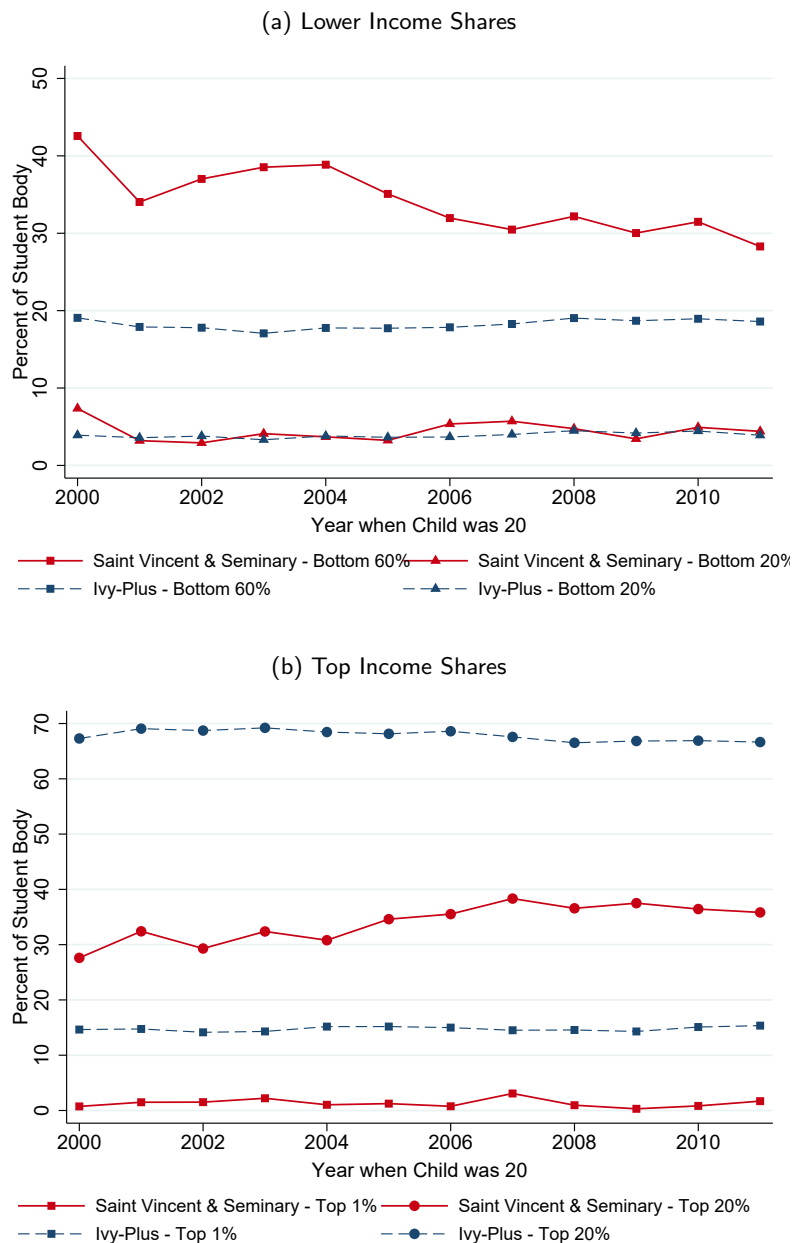 (a) Lower Income Shares
50
40
30
20
10
0
Percent of Student Body
2000 2002 2004 2006 2008 2010
Year when Child was 20
Saint Vincent & Seminary - Bottom 60% Saint Vincent & Seminary - Bottom 20%
Ivy-Plus - Bottom 60% Ivy-Plus - Bottom 20%
(b) Top Income Shares
70
60
50
40
30
20
10
0
Percent of Student Body
2000 2002 2004 2006 2008 2010
Year when Child was 20
Saint Vincent & Seminary - Top 1% Saint Vincent & Seminary - Top 20%
Ivy-Plus - Top 1% Ivy-Plus - Top 20%